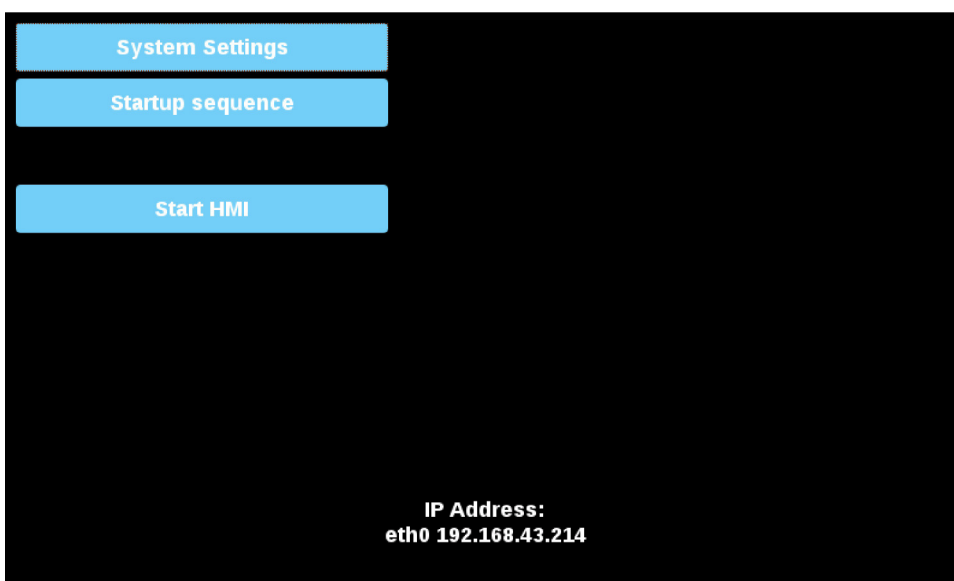 System Settings
Startup sequence
Start HMI
IP Address:
eth0 192.168.43.214